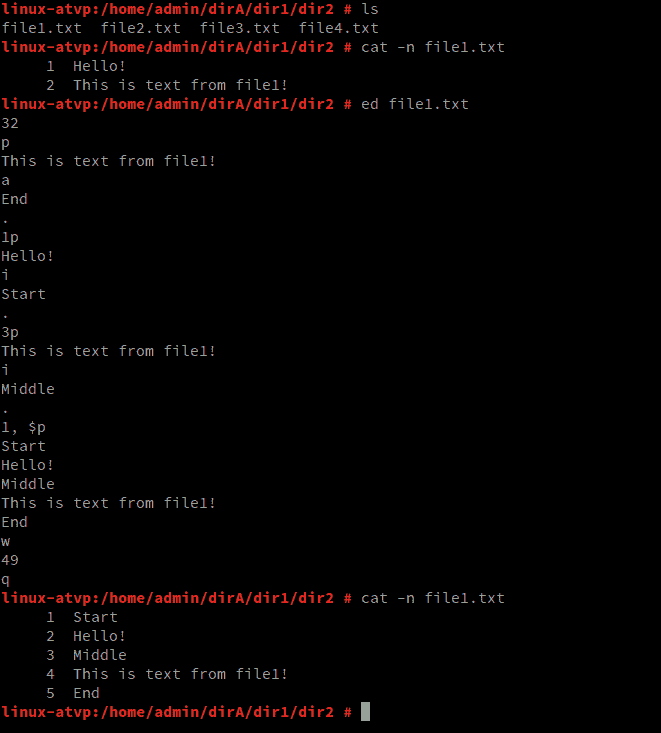 linux-atvp:/home/admin/dirA/dir1/dir2 # ls
file1.txt  file2.txt  file3.txt  file4.txt
linux-atvp:/home/admin/dirA/dir1/dir2 # cat -n file1.txt
     1  Hello!
     2  This is text from file1!
linux-atvp:/home/admin/dirA/dir1/dir2 # ed file1.txt
32
p
This is text from file1!
a
End
.
1p
Hello!
i
Start
.
3p
This is text from file1!
i
Middle
.
1, $p
Start
Hello!
Middle
This is text from file1!
End
w
49
q
linux-atvp:/home/admin/dirA/dir1/dir2 # cat -n file1.txt
     1  Start
     2  Hello!
     3  Middle
     4  This is text from file1!
     5  End
linux-atvp:/home/admin/dirA/dir1/dir2 #